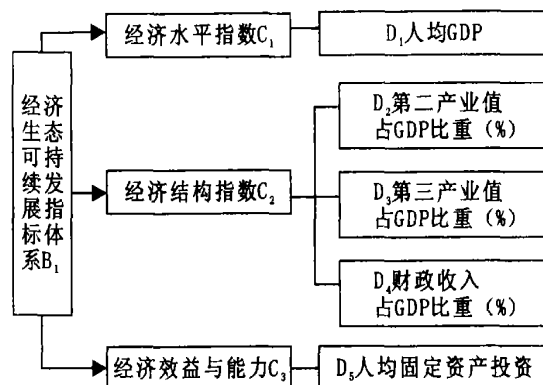 经济
生态
可持
续发
展指
标体
系B₁
经济水平指数C₁
D₁人均GDP
经济结构指数C₂
D₂第二产业值
占GDP比重（%）
D₃第三产业值
占GDP比重（%）
D₄财政收入
占GDP比重（%）
经济效益与能力C₃
D₅人均固定资产投资